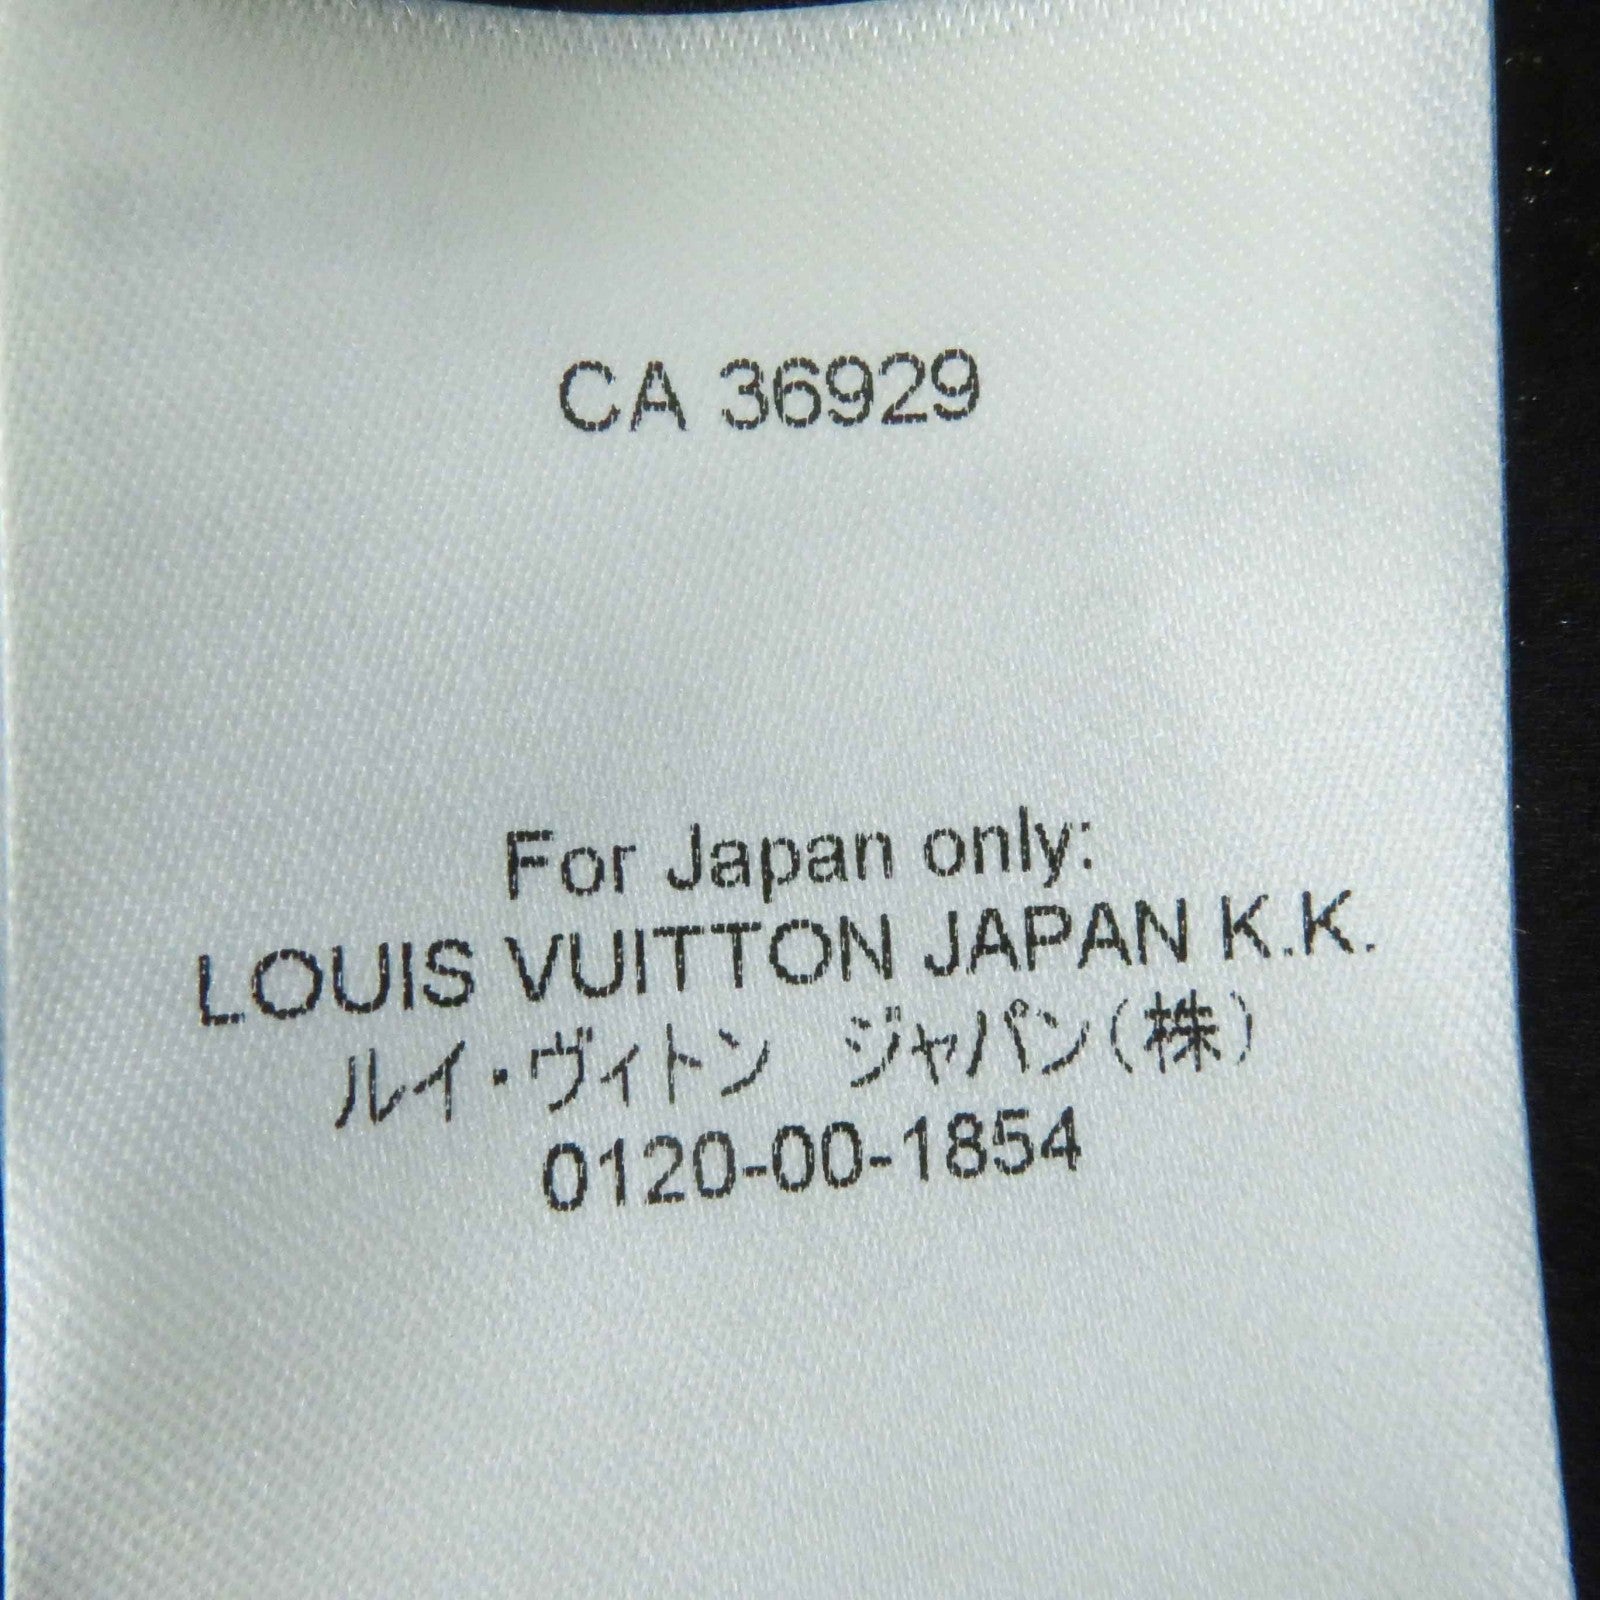 CA 36929
For Japan only:
LOUIS VUITTON JAPAN K.K.
ルイ・ヴィトン　ジャパン(株)
0120-00-1854